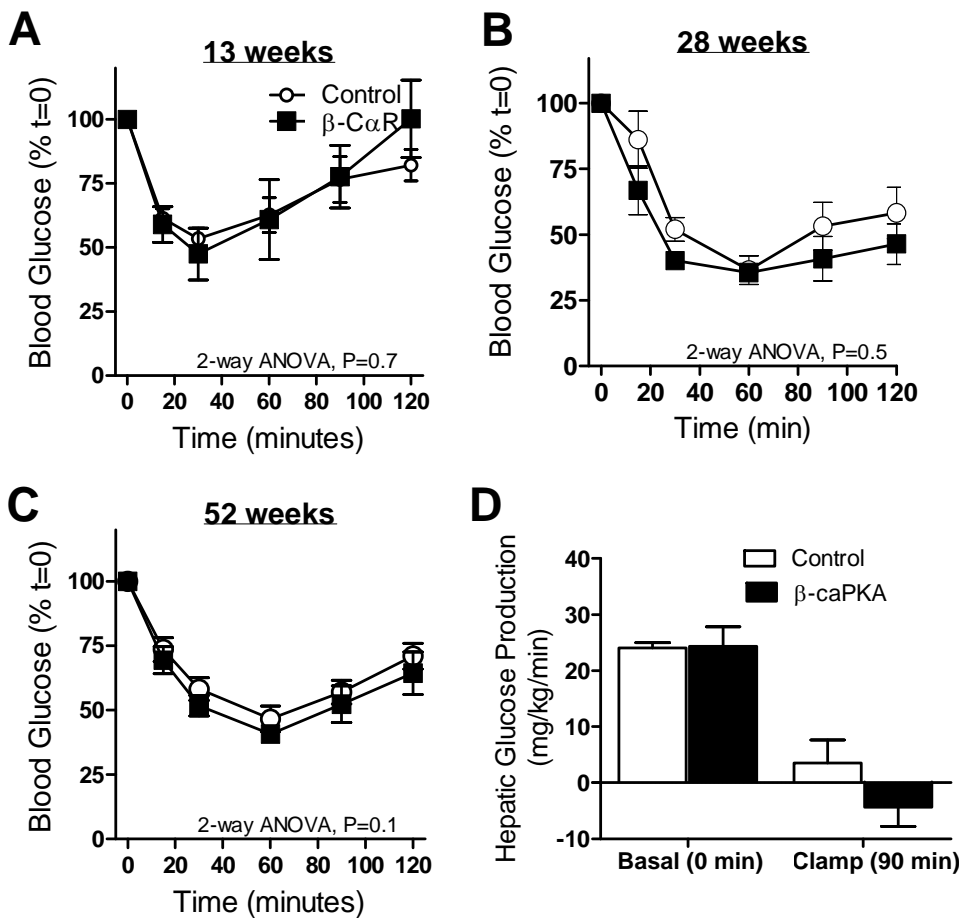 A
13 weeks
Control
β-CαR
Blood Glucose (% t=0)
100
75
50
25
0
2-way ANOVA, P=0.7
0 20 40 60 80 100 120
Time (minutes)
B
28 weeks
Blood Glucose (% t=0)
100
75
50
25
0
2-way ANOVA, P=0.5
0 20 40 60 80 100 120
Time (min)
C
52 weeks
Blood Glucose (% t=0)
100
75
50
25
0
2-way ANOVA, P=0.1
0 20 40 60 80 100 120
Time (minutes)
D
Control
β-caPKA
Hepatic Glucose Production
(mg/kg/min)
40
30
20
10
0
-10
Basal (0 min) Clamp (90 min)